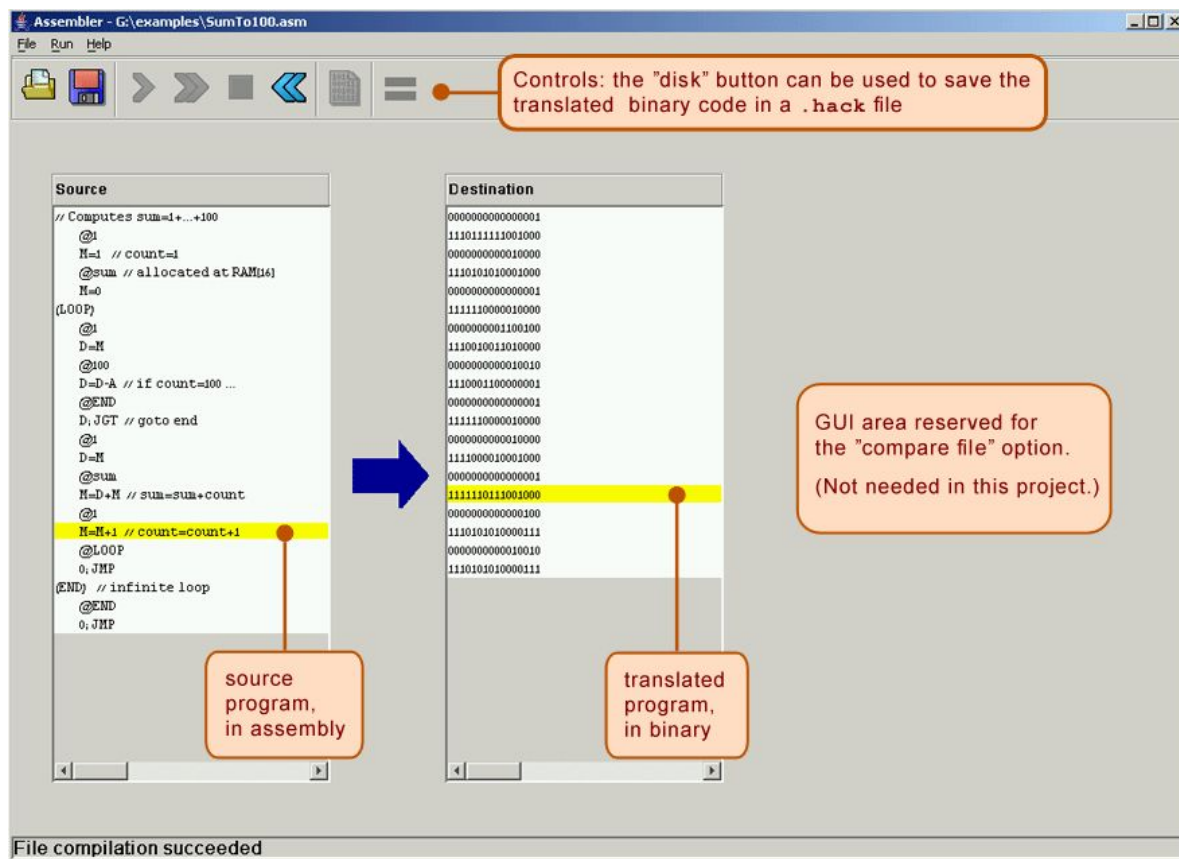 Assembler - G:\examples\SumTo100.asm
File Run Help
Controls: the "disk" button can be used to save the
translated binary code in a .hack file
Source
// Computes sum=1+...+100
@1
M=1 // count=1
@sum // allocated at RAM[16]
M=0
(LOOP)
@1
D=M
@100
D=D-A // if count=100 ...
@END
D;JGT // goto end
@1
D=M
@sum
M=D+M // sum=sum+count
@1
M=M+1 // count=count+1
@LOOP
0;JMP
(END) // infinite loop
@END
0;JMP
source
program,
in assembly
Destination
0000000000000001
1110111111001000
0000000000010000
1110101010001000
0000000000000001
1111110000010000
0000000001100100
1110010011010000
0000000000010010
1110001100000001
0000000000000001
1111110000010000
0000000000010000
1111000010001000
0000000000000001
1111110111001000
0000000000000100
1110101010000111
0000000000010010
1110101010000111
translated
program,
in binary
GUI area reserved for
the "compare file" option.
(Not needed in this project.)
File compilation succeeded